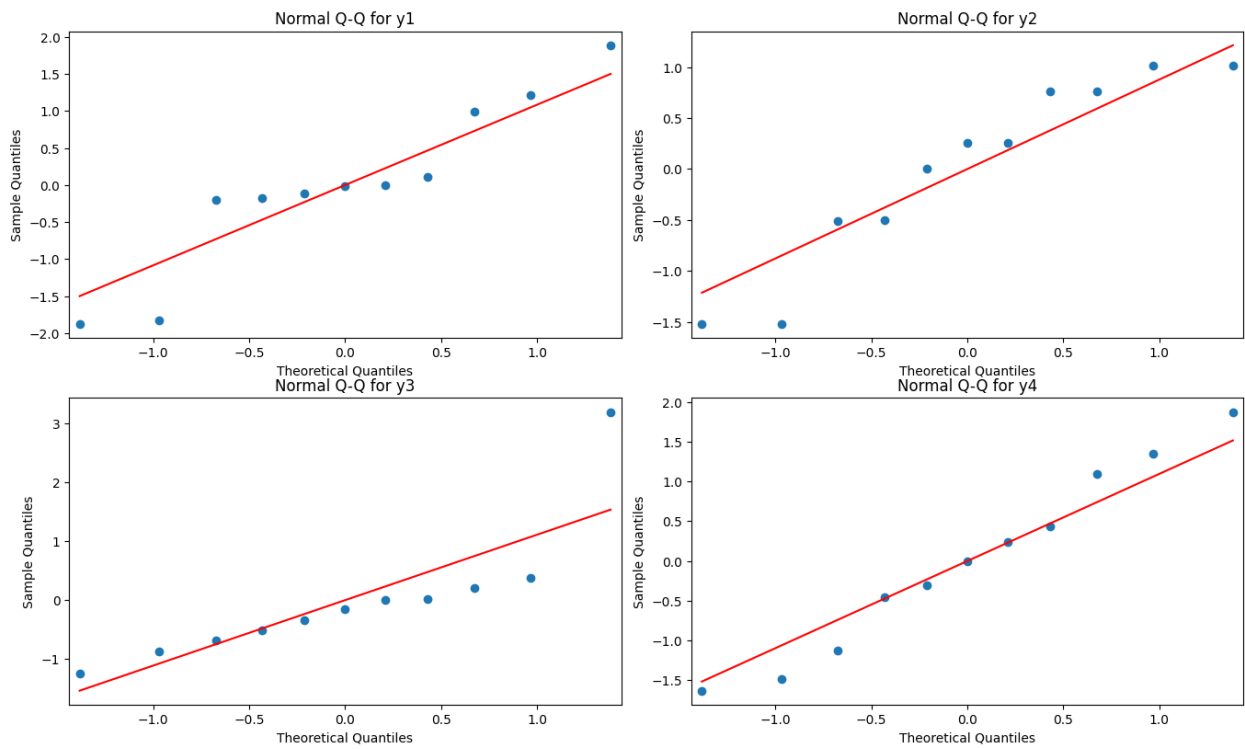 Normal Q-Q for y1
2.0
1.5
1.0
0.5
0.0
−0.5
−1.0
−1.5
−2.0
Sample Quantiles
−1.0 −0.5 0.0 0.5 1.0
Theoretical Quantiles
Normal Q-Q for y2
1.0
0.5
0.0
−0.5
−1.0
−1.5
Sample Quantiles
−1.0 −0.5 0.0 0.5 1.0
Theoretical Quantiles
Normal Q-Q for y3
3
2
1
0
−1
Sample Quantiles
−1.0 −0.5 0.0 0.5 1.0
Theoretical Quantiles
Normal Q-Q for y4
2.0
1.5
1.0
0.5
0.0
−0.5
−1.0
−1.5
Sample Quantiles
−1.0 −0.5 0.0 0.5 1.0
Theoretical Quantiles